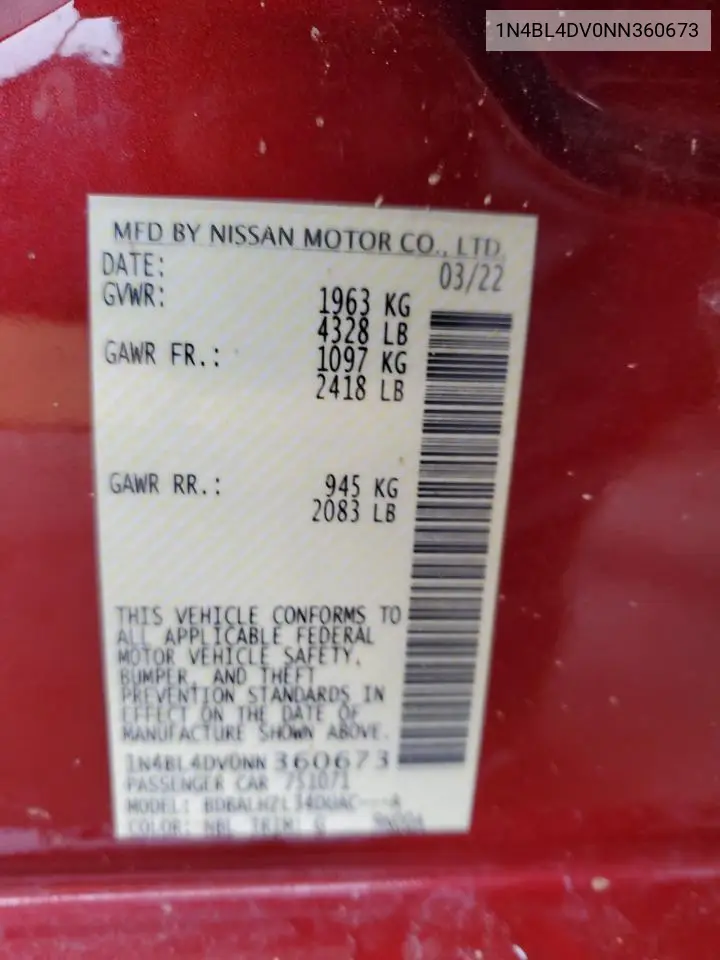 1N4BL4DV0NN360673
MFD BY NISSAN MOTOR CO., LTD.
DATE: 03/22
GVWR: 1963 KG
4328 LB
GAWR FR.: 1097 KG
2418 LB
GAWR RR.: 945 KG
2083 LB
THIS VEHICLE CONFORMS TO
ALL APPLICABLE FEDERAL
MOTOR VEHICLE SAFETY,
BUMPER, AND THEFT
PREVENTION STANDARDS IN
EFFECT ON THE DATE OF
MANUFACTURE SHOWN ABOVE.
1N4BL4DV0NN360673
PASSENGER CAR
MODEL:
COLOR: NBL TRIM: G